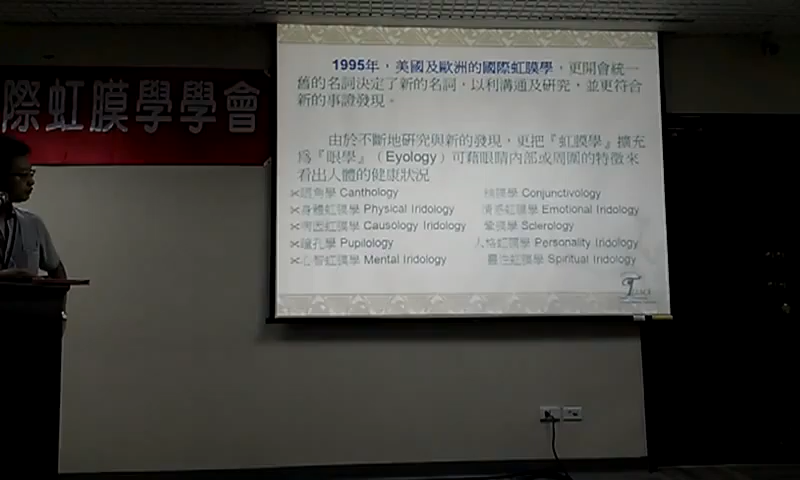 際虹膜學學會
1995年，美國及歐洲的國際虹膜學，更開會統一
舊的名詞決定了新的名詞，以利溝通及研究，並更符合
新的事證發現。
由於不斷地研究與新的發現，更把『虹膜學』擴充
為『眼學』（Eyology）可藉眼睛內部或周圍的特徵來
看出人體的健康狀況
角學 Canthology 結膜學 Conjunctivology
身體虹膜學 Physical Iridology 情感虹膜學 Emotional Iridology
病因虹膜學 Causology Iridology 鞏膜學 Sclerology
瞳孔學 Pupilology 人格虹膜學 Personality Iridology
心智虹膜學 Mental Iridology 靈性虹膜學 Spiritual Iridology